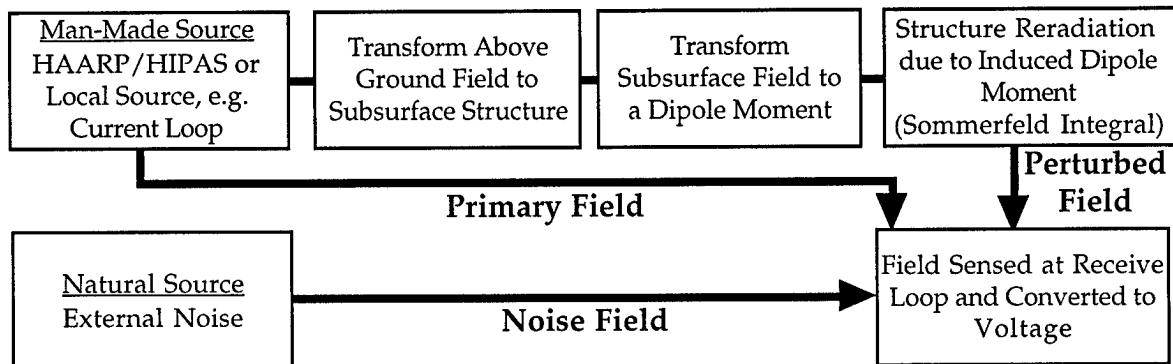 Man-Made Source
HAARP/HIPAS or
Local Source, e.g.
Current Loop
Transform Above
Ground Field to
Subsurface Structure
Transform
Subsurface Field to
a Dipole Moment
Structure Reradiation
due to Induced Dipole
Moment
(Sommerfeld Integral)
Primary Field
Perturbed
Field
Natural Source
External Noise
Noise Field
Field Sensed at Receive
Loop and Converted to
Voltage